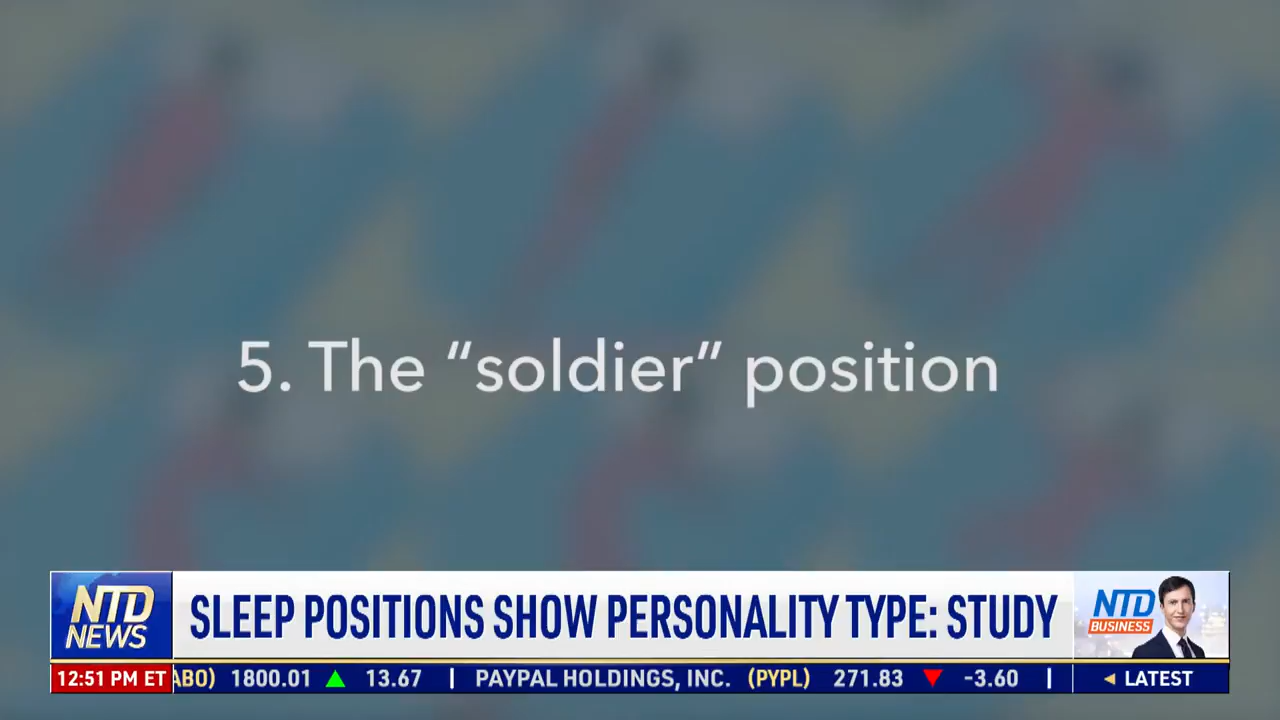 5. The “soldier” position
NTD
NEWS
SLEEP POSITIONS SHOW PERSONALITY TYPE: STUDY
NTD
BUSINESS
12:51 PM ET
ABO) 1800.01 ▲ 13.67 | PAYPAL HOLDINGS, INC. (PYPL) 271.83 ▼ -3.60 |
◄ LATEST